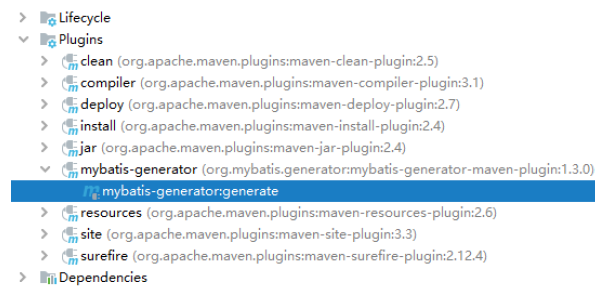 Lifecycle
Plugins
clean (org.apache.maven.plugins:maven-clean-plugin:2.5)
compiler (org.apache.maven.plugins:maven-compiler-plugin:3.1)
deploy (org.apache.maven.plugins:maven-deploy-plugin:2.7)
install (org.apache.maven.plugins:maven-install-plugin:2.4)
jar (org.apache.maven.plugins:maven-jar-plugin:2.4)
mybatis-generator (org.mybatis.generator:mybatis-generator-maven-plugin:1.3.0)
mybatis-generator:generate
resources (org.apache.maven.plugins:maven-resources-plugin:2.6)
site (org.apache.maven.plugins:maven-site-plugin:3.3)
surefire (org.apache.maven.plugins:maven-surefire-plugin:2.12.4)
Dependencies